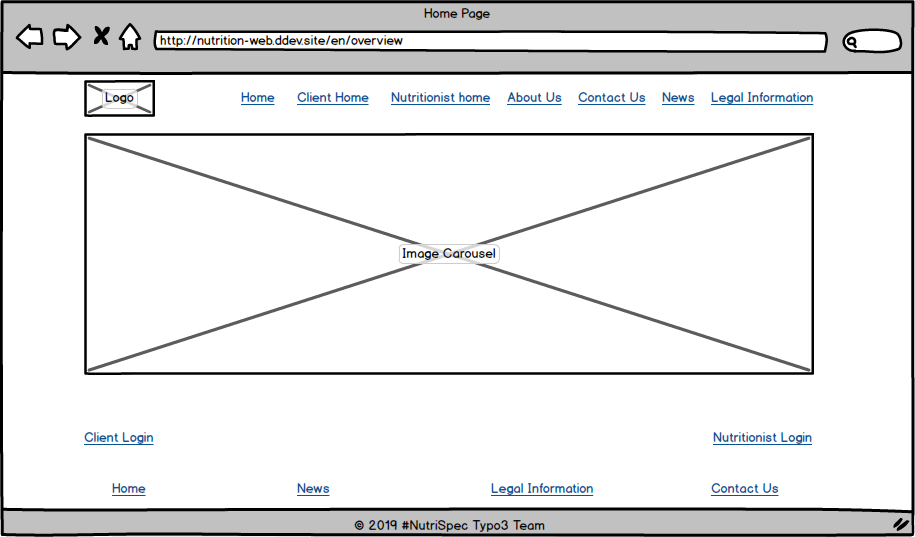 Home Page
http://nutrition-web.ddev.site/en/overview
Logo Home Client Home Nutritionist home About Us Contact Us News Legal Information
Image Carousel
Client Login Nutritionist Login
Home News Legal Information Contact Us
© 2019 #NutriSpec Typo3 Team